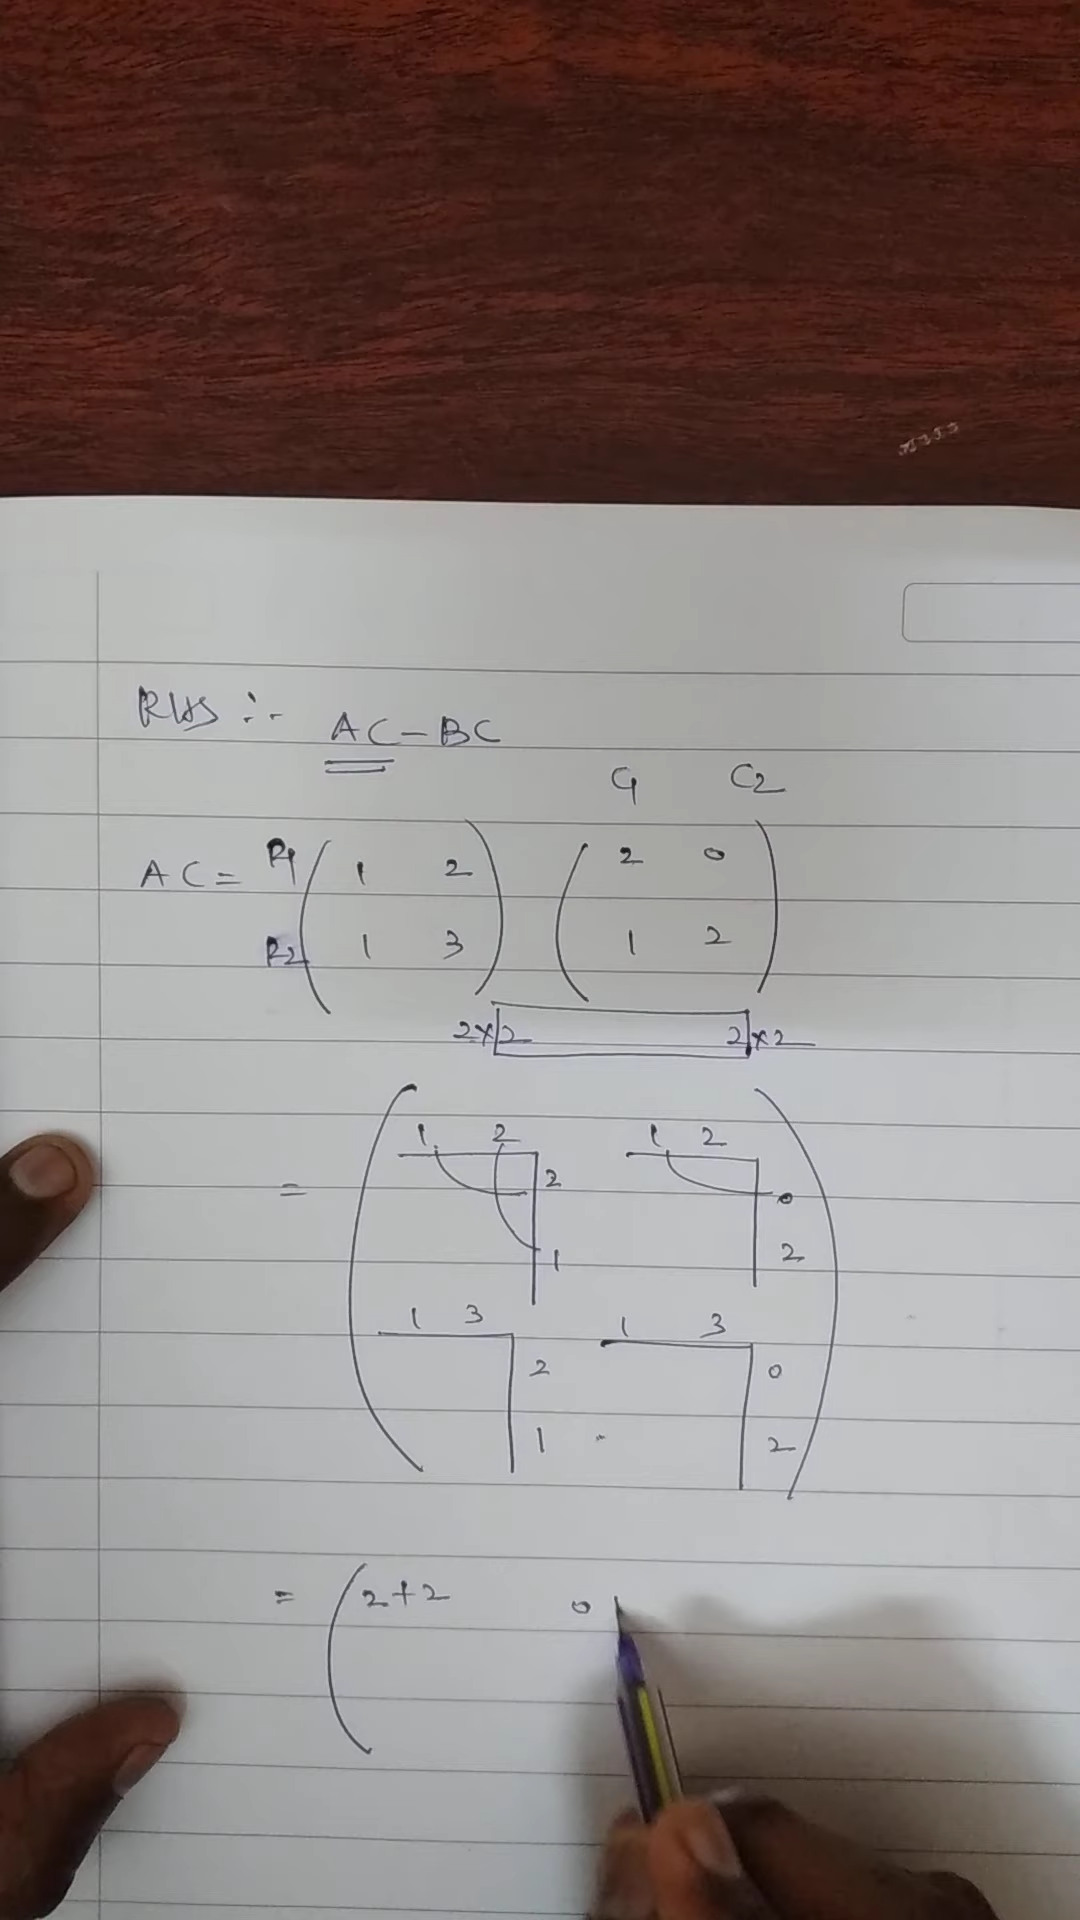 RHS :- AC - BC
C1 C2
AC = R1 ( 1 2 ) ( 2 0 )
R2 ( 1 3 ) ( 1 2 )
2×2 2×2
1 2 1 2
= 2 0
1 2
1 3 1 3
2 0
1 2
= ( 2+2 0